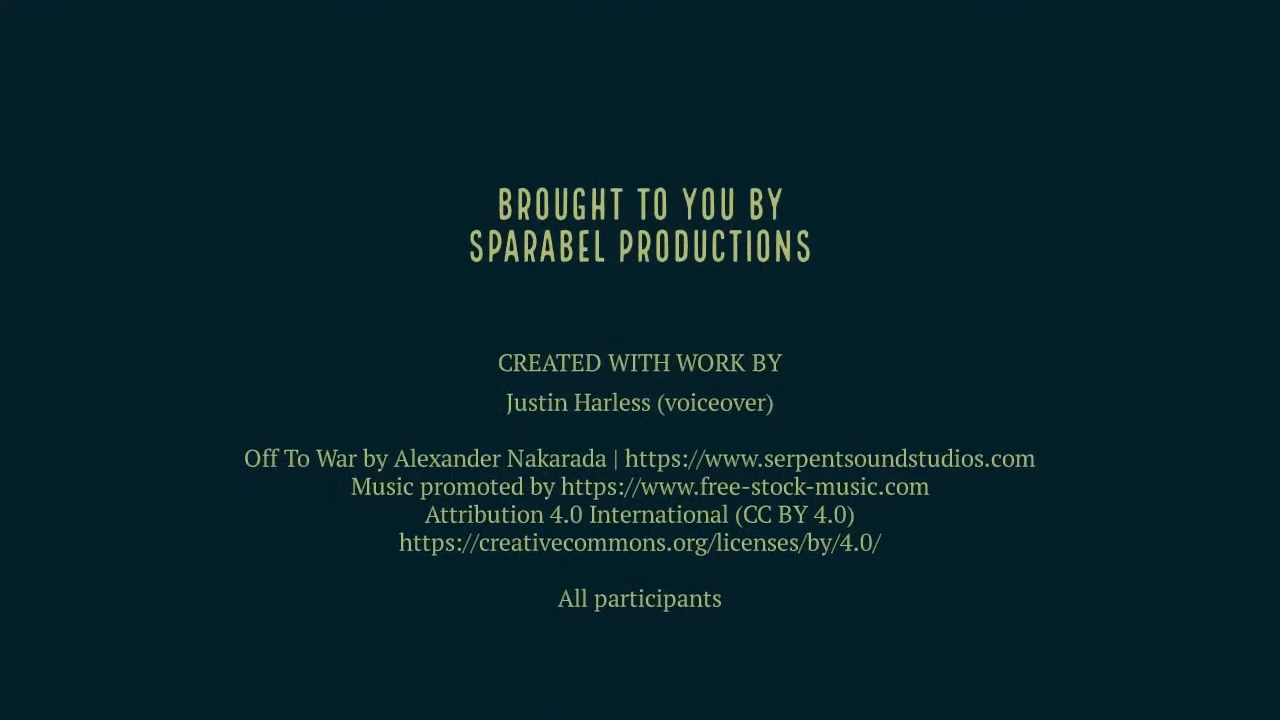 BROUGHT TO YOU BY
SPARABEL PRODUCTIONS
CREATED WITH WORK BY
Justin Harless (voiceover)
Off To War by Alexander Nakarada | https://www.serpentsoundstudios.com
Music promoted by https://www.free-stock-music.com
Attribution 4.0 International (CC BY 4.0)
https://creativecommons.org/licenses/by/4.0/
All participants